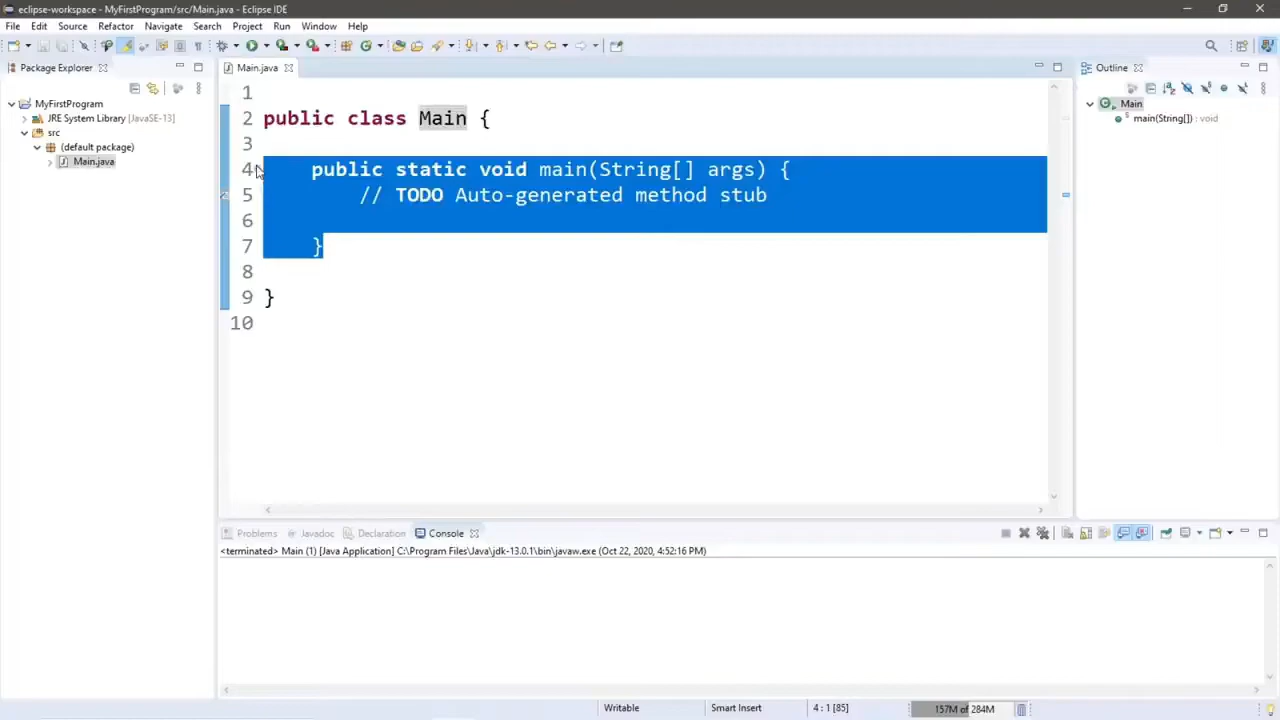 eclipse-workspace - MyFirstProgram/src/Main.java - Eclipse IDE
File Edit Source Refactor Navigate Search Project Run Window Help
Package Explorer
MyFirstProgram
JRE System Library [JavaSE-13]
src
(default package)
Main.java
Main.java
1
2 public class Main {
3
4 public static void main(String[] args) {
5 // TODO Auto-generated method stub
6
7 }
8
9 }
10
Outline
Main
main(String[]) : void
Problems Javadoc Declaration Console
<terminated> Main (1) [Java Application] C:\Program Files\Java\jdk-13.0.1\bin\javaw.exe (Oct 22, 2020, 4:52:16 PM)
Writable Smart Insert 4 : 1 [85] 157M of 284M